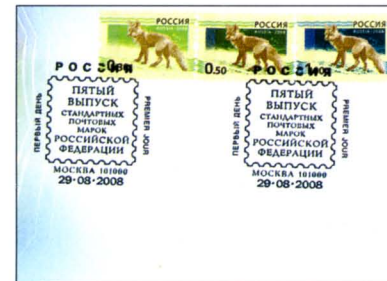 РОССИЯ РОССИЯ РОССИЯ
РОССИЯ
0.50
РОССИЯ
ПЕРВЫЙ ДЕНЬ
ПЯТЫЙ
ВЫПУСК
СТАНДАРТНЫХ
ПОЧТОВЫХ
МАРОК
РОССИЙСКОЙ
ФЕДЕРАЦИИ
PREMIER JOUR
МОСКВА 101000
29·08·2008
ПЕРВЫЙ ДЕНЬ
ПЯТЫЙ
ВЫПУСК
СТАНДАРТНЫХ
ПОЧТОВЫХ
МАРОК
РОССИЙСКОЙ
ФЕДЕРАЦИИ
PREMIER JOUR
МОСКВА 101000
29·08·2008